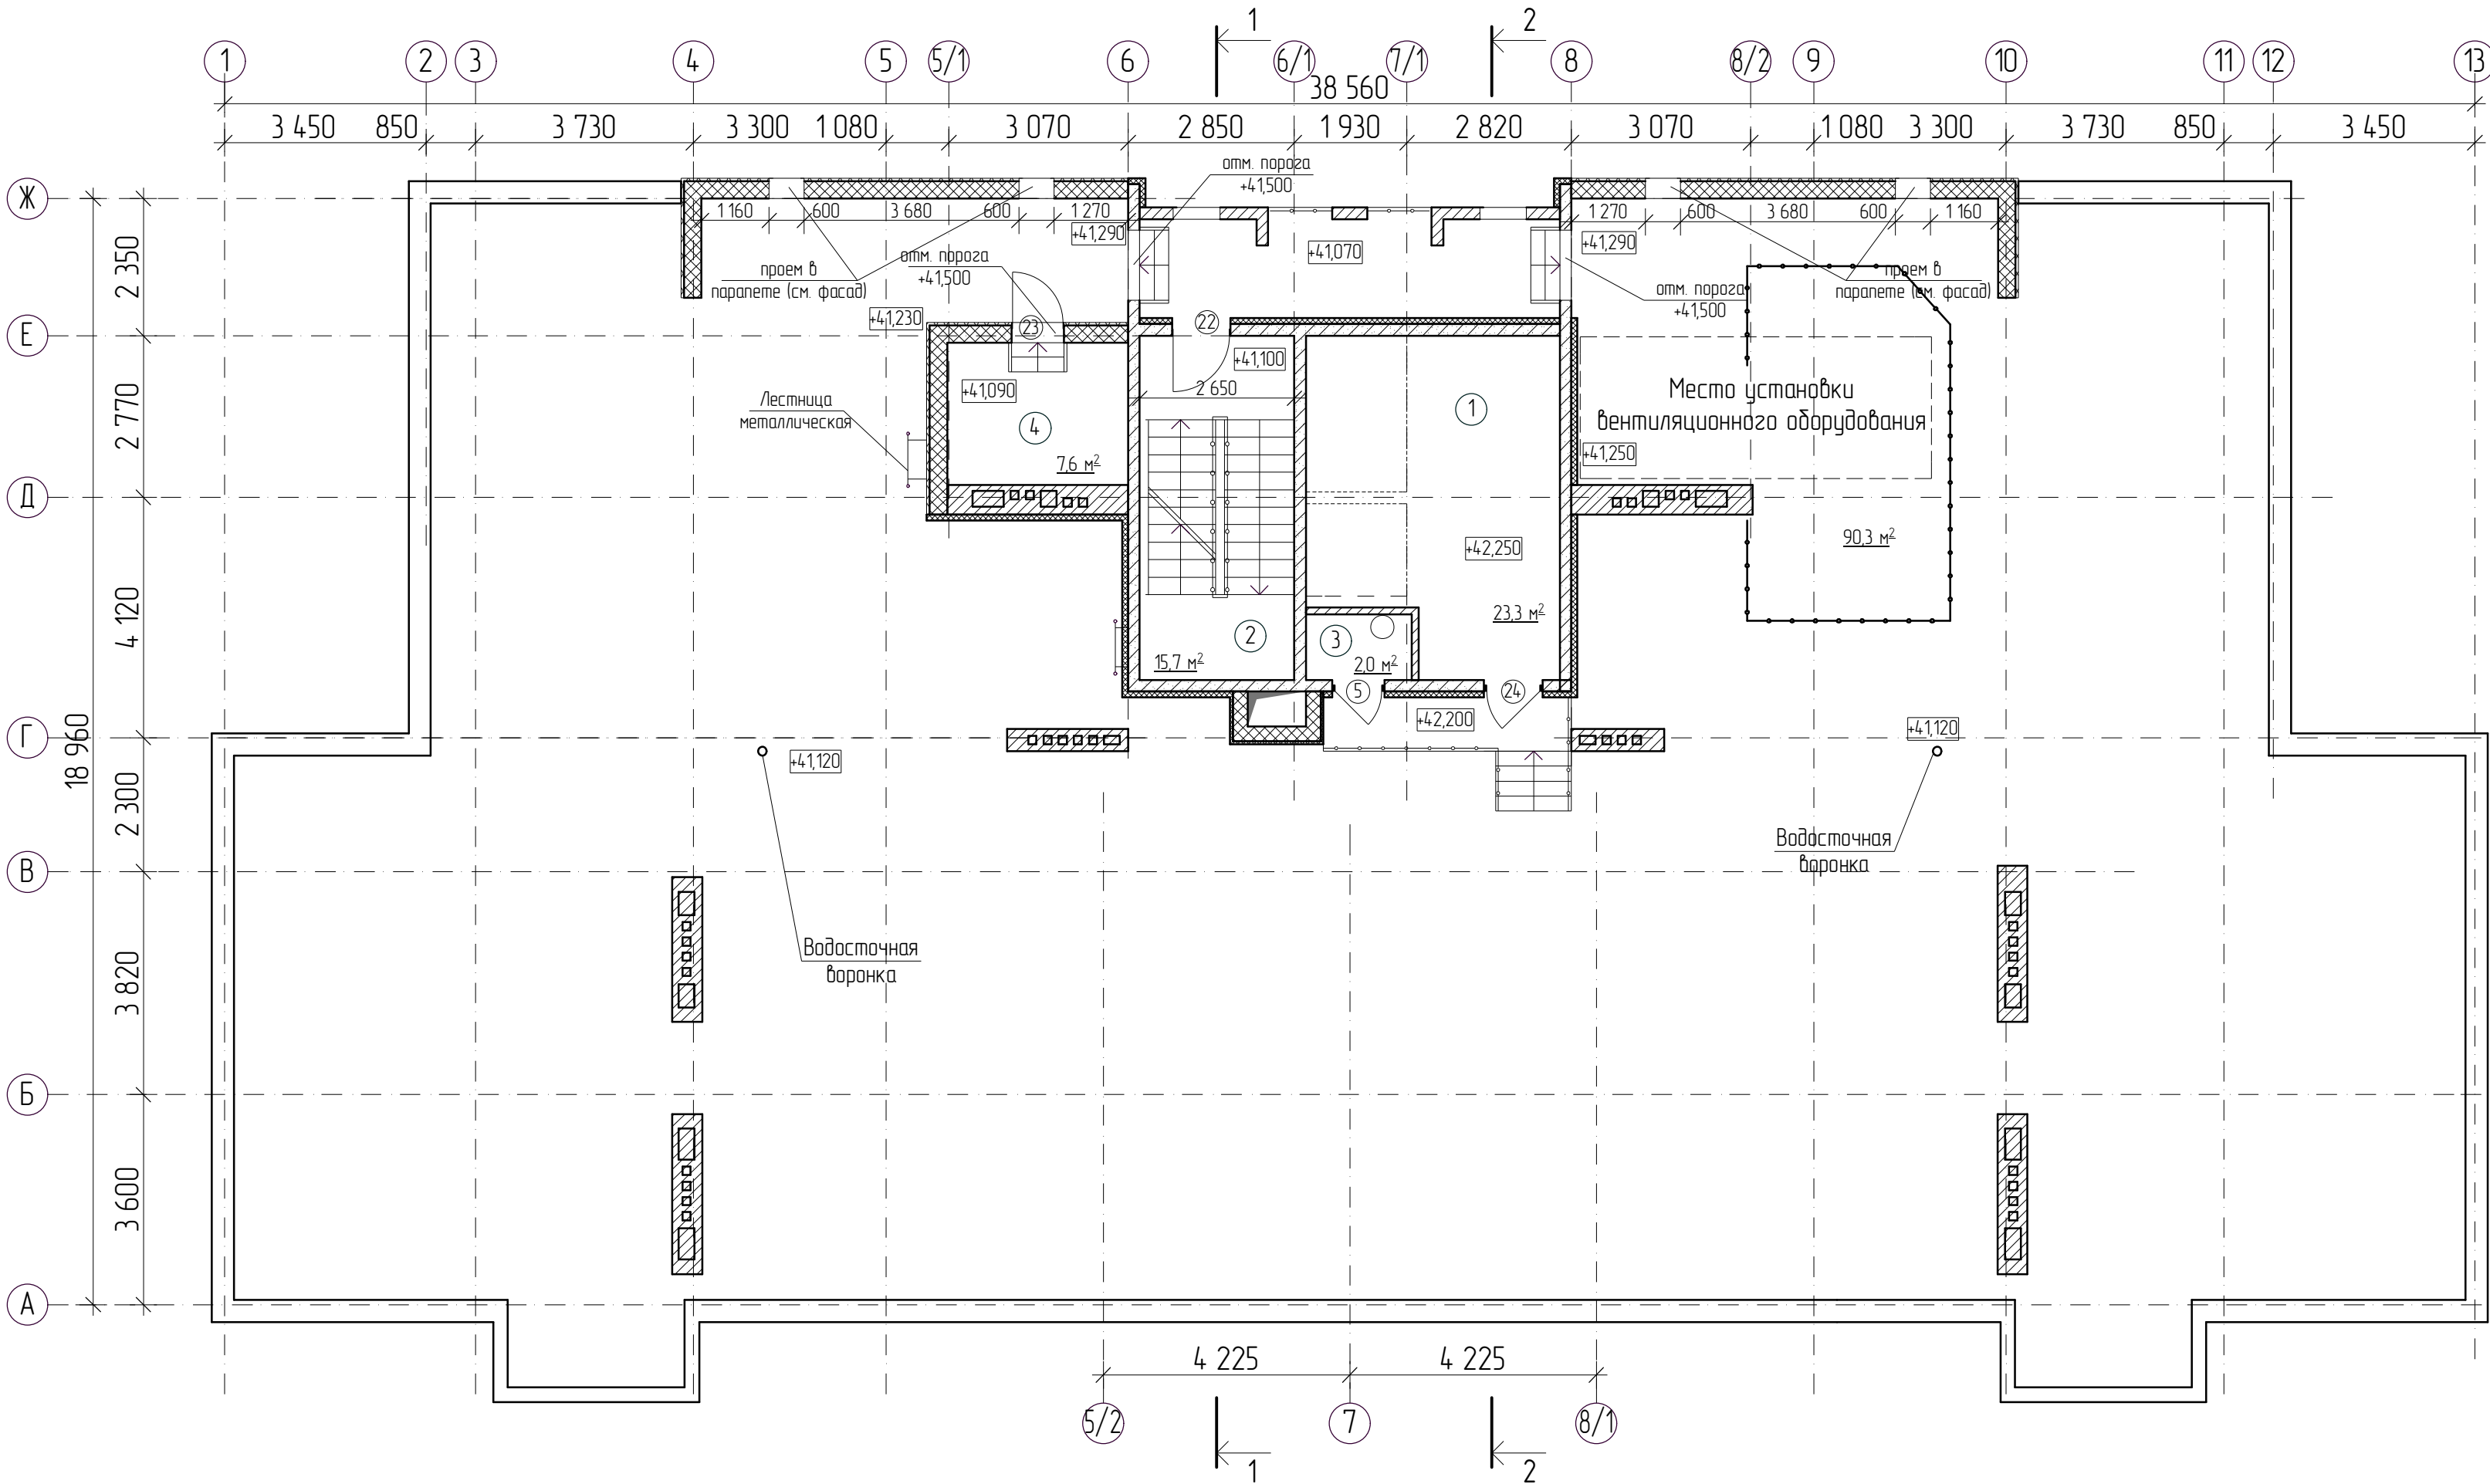 1 2
1 2 3 4 5 5/1 6 6/1 7/1 8 8/2 9 10 11 12 13
38 560
3 450 850 3 730 3 300 1 080 3 070 2 850 1 930 2 820 3 070 1 080 3 300 3 730 850 3 450
отм. порога
+41,500
Ж
1 160 600 3 680 600 1 270
1 270 600 3 680 600 1 160
+41,290
+41,290
+41,070
2 350
отм. порога
+41,500
проем в
парапете (см. фасад)
проем в
парапете (см. фасад)
отм. порога
+41,500
+41,230
23
22
Е
+41,100
+41,090
2 650
Место установки
вентиляционного оборудования
Лестница
металлическая
2 770
4
1
7,6 м²
+41,250
Д
90,3 м²
+42,250
4 120
23,3 м²
2
3
15,7 м²
2,0 м²
5
24
+42,200
+41,120
Г
18 960
+41,120
2 300
Водосточная
воронка
В
Водосточная
воронка
3 820
Б
3 600
А
4 225 4 225
5/2 7 8/1
1 2